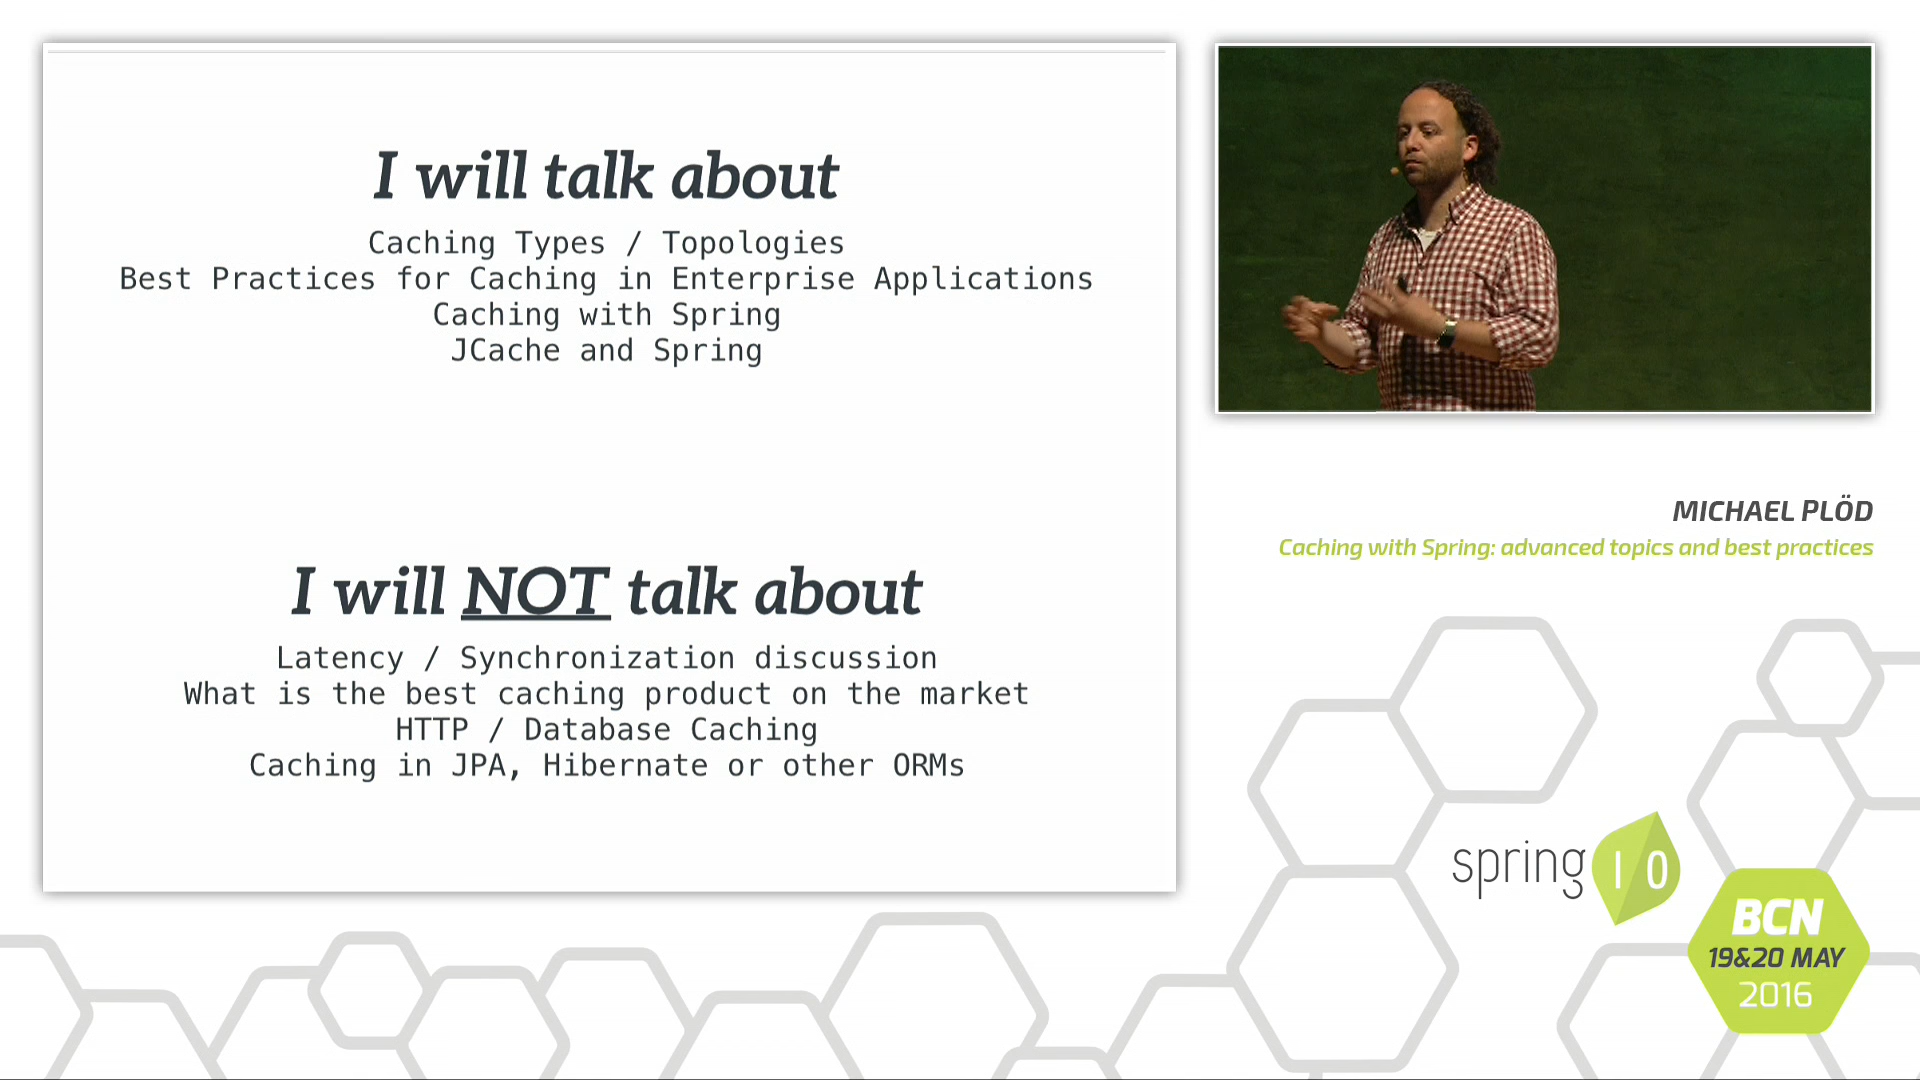 I will talk about
Caching Types / Topologies
Best Practices for Caching in Enterprise Applications
Caching with Spring
JCache and Spring
I will NOT talk about
Latency / Synchronization discussion
What is the best caching product on the market
HTTP / Database Caching
Caching in JPA, Hibernate or other ORMs
MICHAEL PLÖD
Caching with Spring: advanced topics and best practices
spring I O
BCN
19&20 MAY
2016